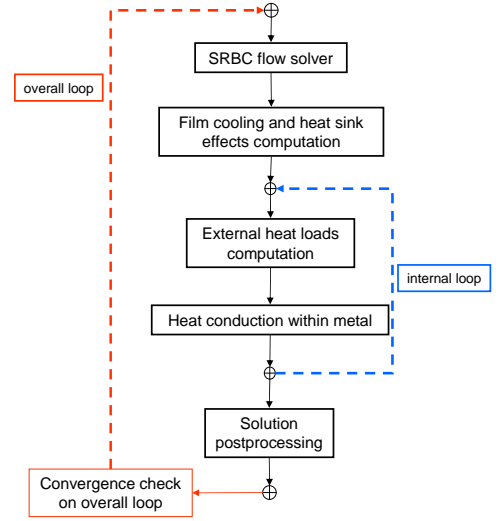 SRBC flow solver
overall loop
Film cooling and heat sink
effects computation
External heat loads
computation
internal loop
Heat conduction within metal
Solution
postprocessing
Convergence check
on overall loop